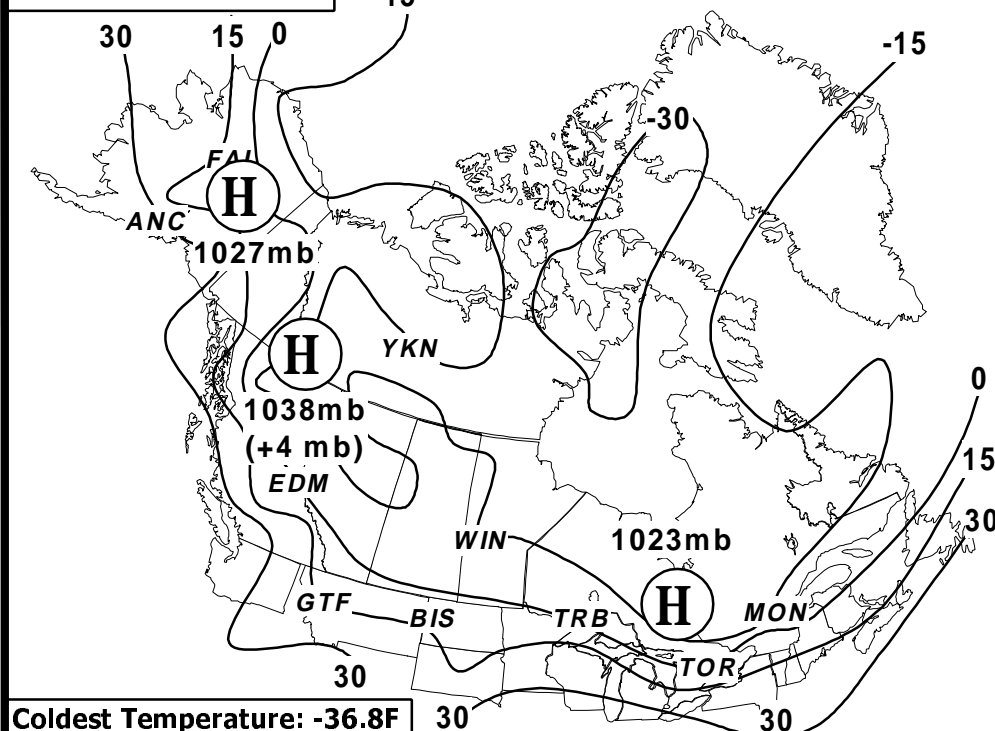 30 15 0
-15
-30
FAI
H
ANC
1027mb
H
YKN
1038mb
(+4 mb)
EDM
0
15
WIN
1023mb
30
H
GTF
BIS
TRB
MON
TOR
30
Coldest Temperature: -36.8F
30
30